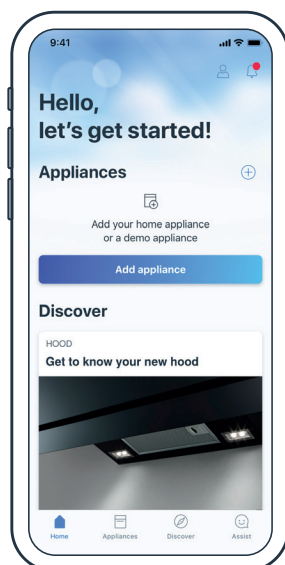 9:41
Hello,
let's get started!
Appliances
Add your home appliance
or a demo appliance
Add appliance
Discover
HOOD
Get to know your new hood
Home Appliances Discover Assist